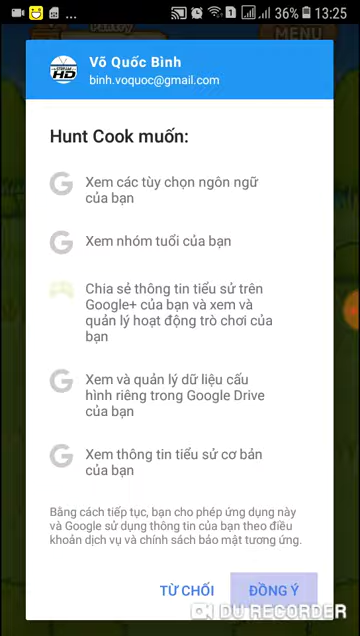 36% 13:25
Pantry
MENU
Võ Quốc Bình
binh.voquoc@gmail.com
Hunt Cook muốn:
Xem các tùy chọn ngôn ngữ
của bạn
Xem nhóm tuổi của bạn
Chia sẻ thông tin tiểu sử trên
Google+ của bạn và xem và
quản lý hoạt động trò chơi của
bạn
Xem và quản lý dữ liệu cấu
hình riêng trong Google Drive
của bạn
Xem thông tin tiểu sử cơ bản
của bạn
Bằng cách tiếp tục, bạn cho phép ứng dụng này
và Google sử dụng thông tin của bạn theo điều
khoản dịch vụ và chính sách bảo mật tương ứng.
TỪ CHỐI ĐỒNG Ý
DU RECORDER